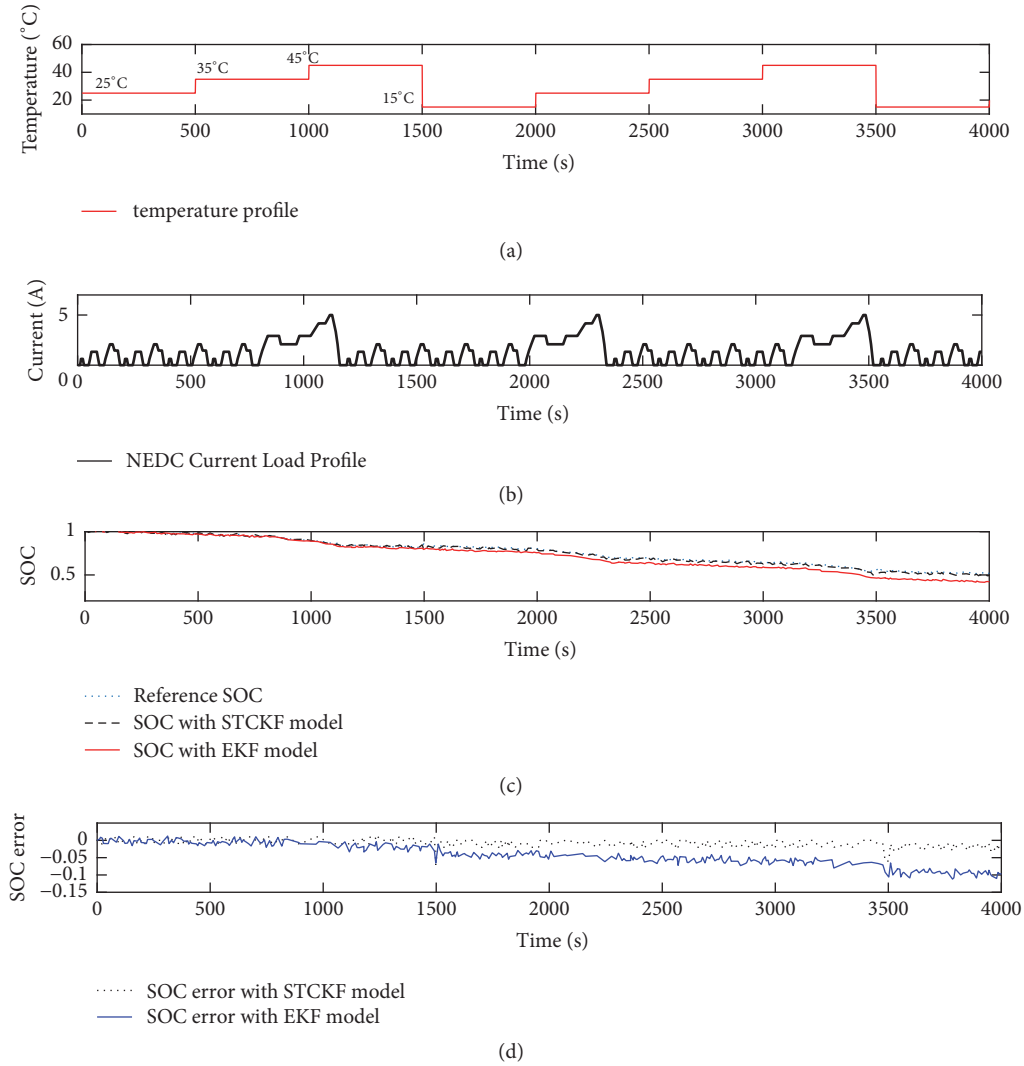 Temperature (°C)
60
40
20
25°C
35°C
45°C
15°C
0 500 1000 1500 2000 2500 3000 3500 4000
Time (s)
temperature profile
(a)
Current (A)
5
0
0 500 1000 1500 2000 2500 3000 3500 4000
Time (s)
NEDC Current Load Profile
(b)
SOC
1
0.5
0 500 1000 1500 2000 2500 3000 3500 4000
Time (s)
Reference SOC
SOC with STCKF model
SOC with EKF model
(c)
SOC error
0
−0.05
−0.1
−0.15
0 500 1000 1500 2000 2500 3000 3500 4000
Time (s)
SOC error with STCKF model
SOC error with EKF model
(d)